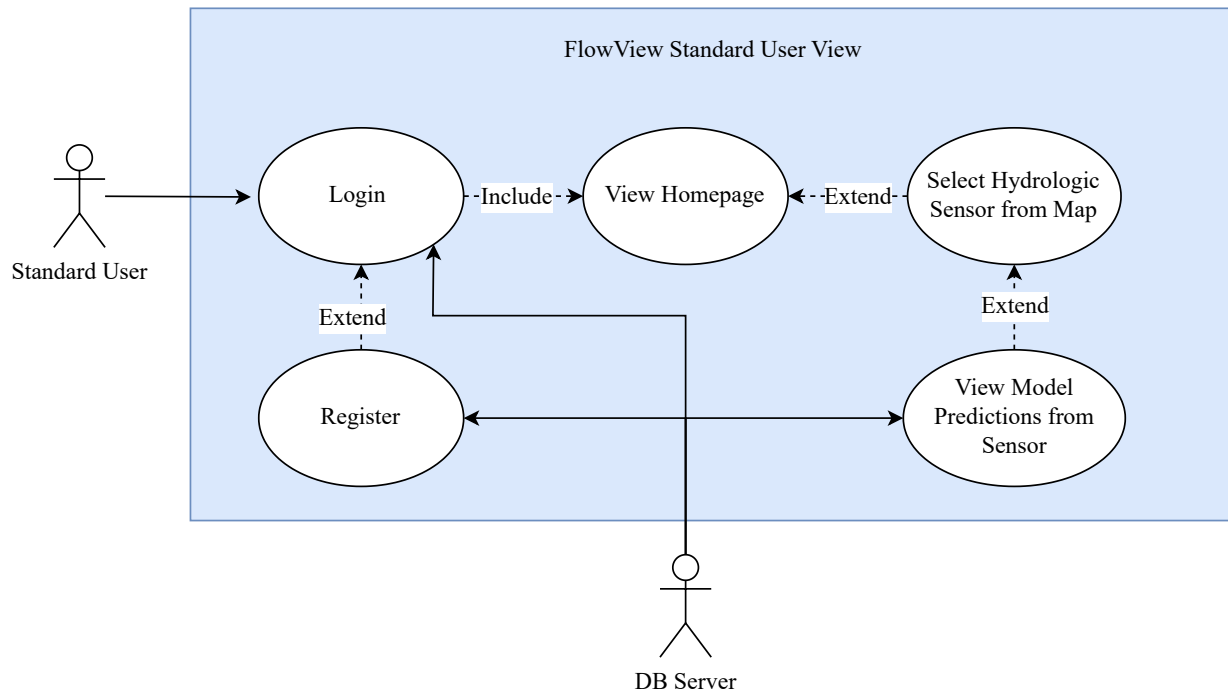 FlowView Standard User View
Login
Include
View Homepage
Extend
Select Hydrologic
Sensor from Map
Standard User
Extend
Extend
Register
View Model
Predictions from
Sensor
DB Server